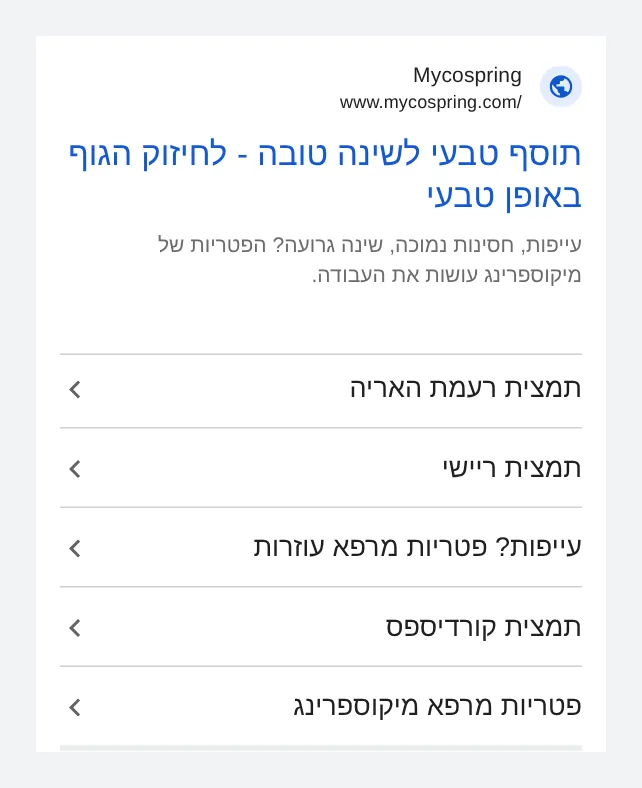 Mycospring
www.mycospring.com/
תוסף טבעי לשינה טובה - לחיזוק הגוף
באופן טבעי
עייפות, חסינות נמוכה, שינה גרועה? הפטריות של
מיקוספרינג עושות את העבודה.
תמצית רעמת האריה
תמצית ריישי
עייפות? פטריות מרפא עוזרות
תמצית קורדיספס
פטריות מרפא מיקוספרינג